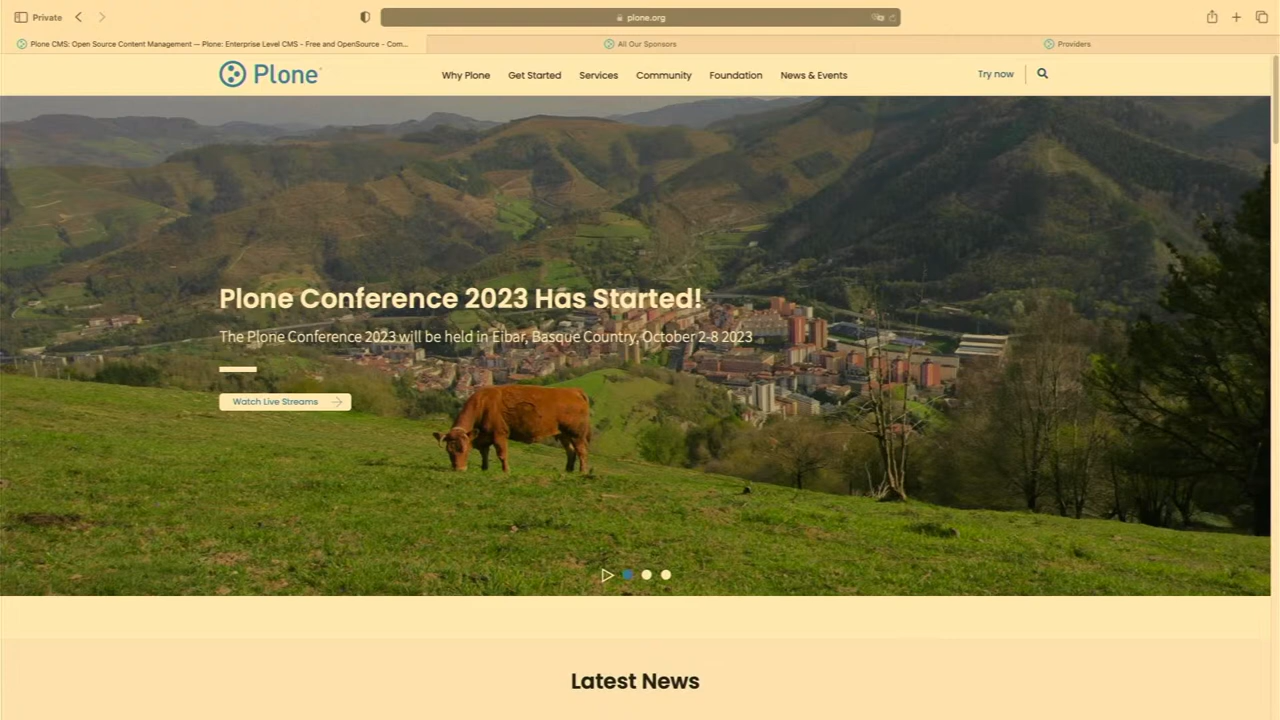 Private
plone.org
Plone CMS: Open Source Content Management — Plone: Enterprise Level CMS - Free and OpenSource - Com...
All Our Sponsors
Providers
Plone
Why Plone
Get Started
Services
Community
Foundation
News & Events
Try now
Plone Conference 2023 Has Started!
The Plone Conference 2023 will be held in Eibar, Basque Country, October 2-8 2023
Watch Live Streams
Latest News